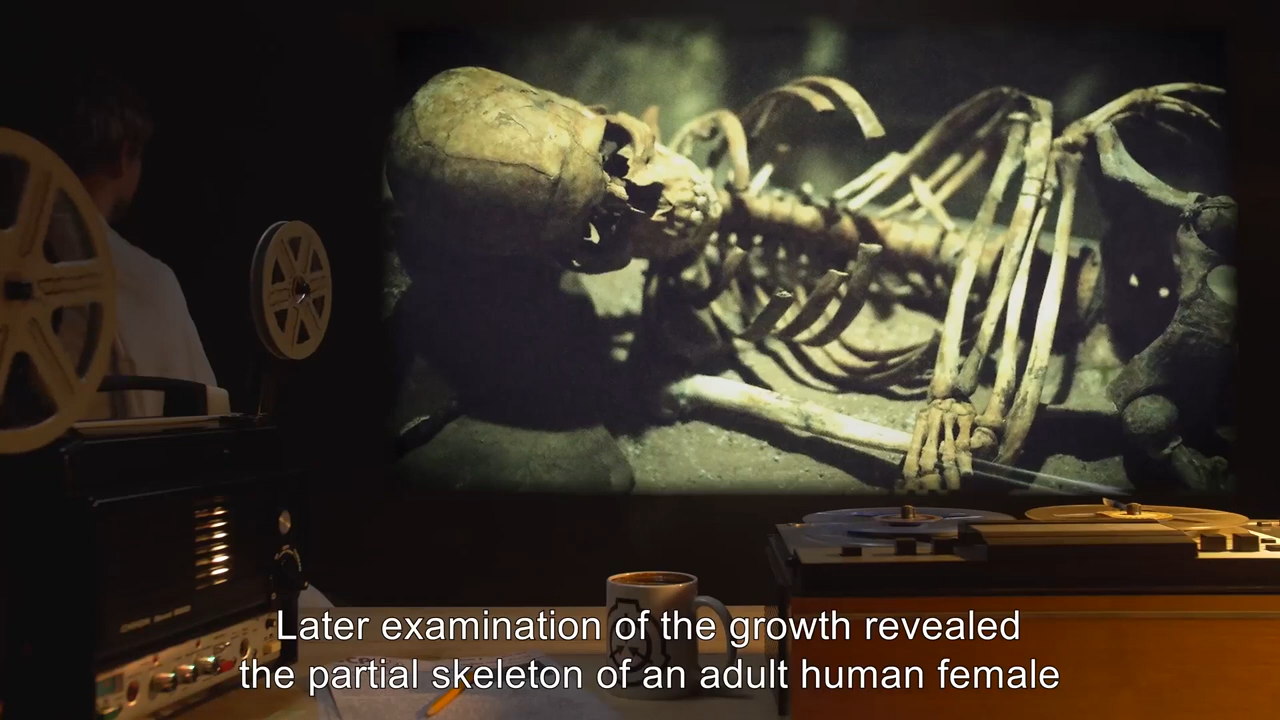 Later examination of the growth revealed
the partial skeleton of an adult human female